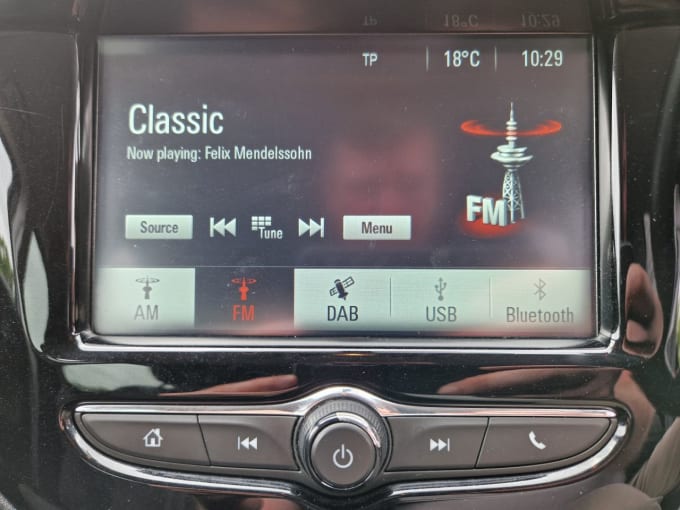 TP 18°C 10:29
Classic
Now playing: Felix Mendelssohn
FM
Source Tune Menu
AM FM DAB USB Bluetooth